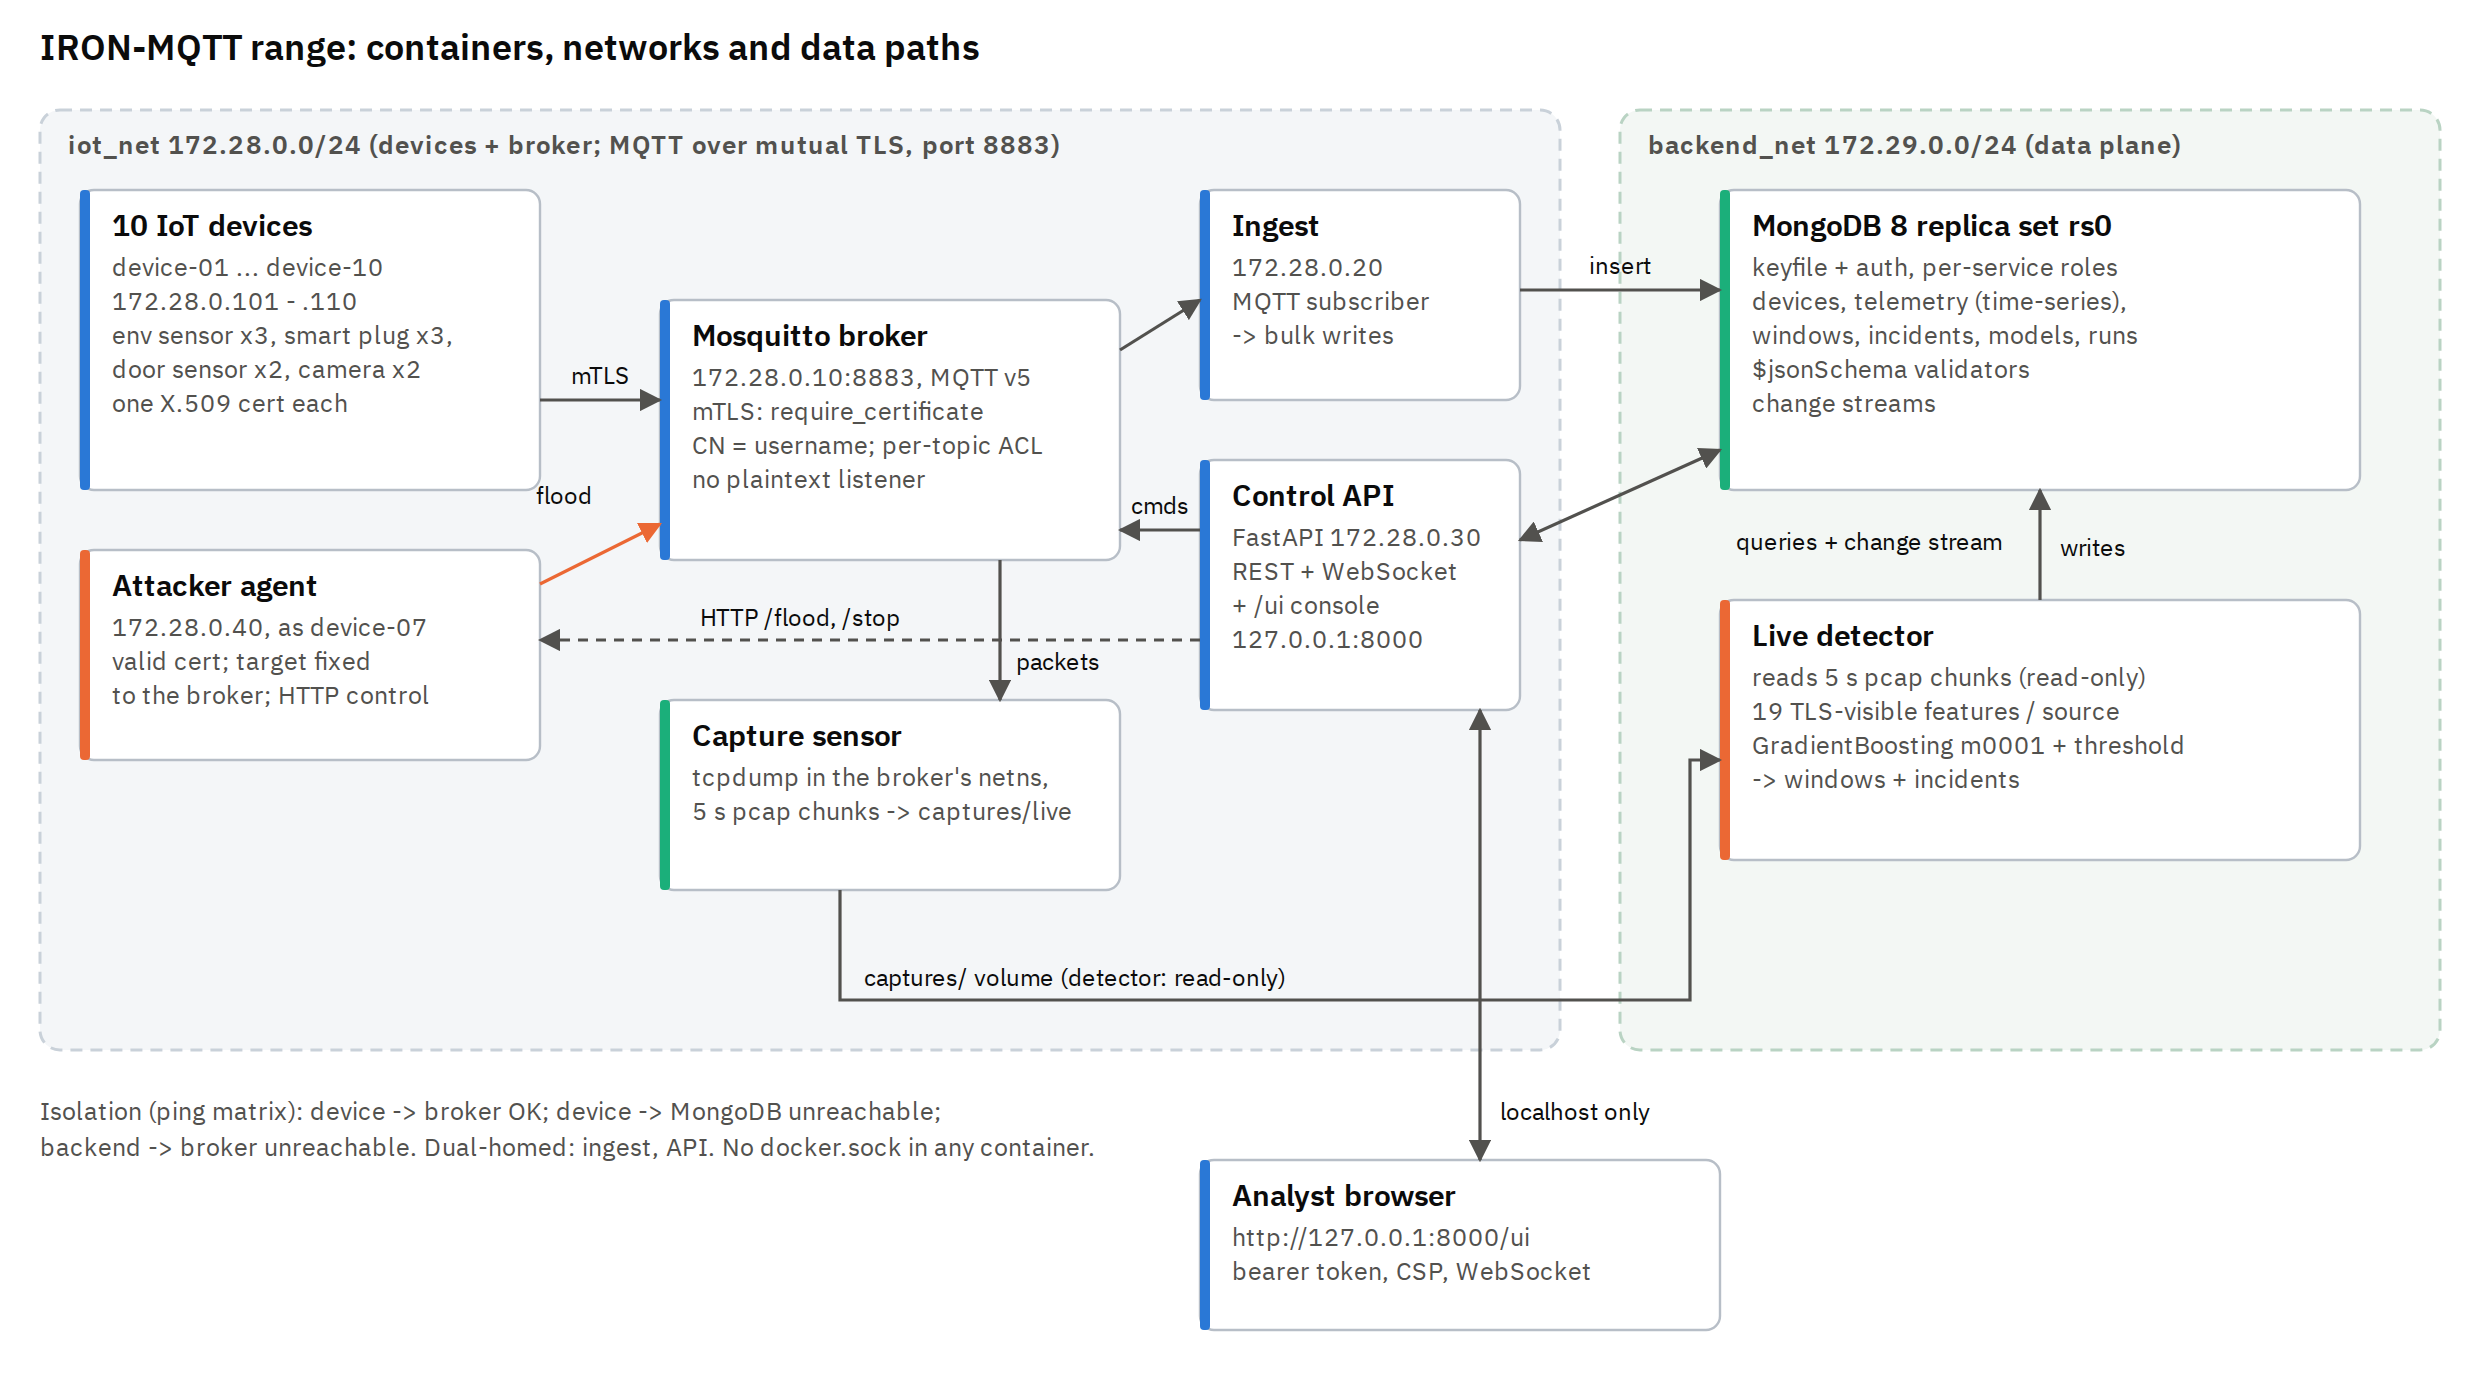 IRON-MQTT range: containers, networks and data paths
iot_net 172.28.0.0/24 (devices + broker; MQTT over mutual TLS, port 8883)
10 IoT devices
device-01 ... device-10
172.28.0.101 - .110
env sensor x3, smart plug x3,
door sensor x2, camera x2
one X.509 cert each
mTLS
flood
Attacker agent
172.28.0.40, as device-07
valid cert; target fixed
to the broker; HTTP control
Mosquitto broker
172.28.0.10:8883, MQTT v5
mTLS: require_certificate
CN = username; per-topic ACL
no plaintext listener
HTTP /flood, /stop
packets
Capture sensor
tcpdump in the broker's netns,
5 s pcap chunks -> captures/live
captures/ volume (detector: read-only)
Ingest
172.28.0.20
MQTT subscriber
-> bulk writes
cmds
Control API
FastAPI 172.28.0.30
REST + WebSocket
+ /ui console
127.0.0.1:8000
insert
backend_net 172.29.0.0/24 (data plane)
MongoDB 8 replica set rs0
keyfile + auth, per-service roles
devices, telemetry (time-series),
windows, incidents, models, runs
$jsonSchema validators
change streams
queries + change stream
writes
Live detector
reads 5 s pcap chunks (read-only)
19 TLS-visible features / source
GradientBoosting m0001 + threshold
-> windows + incidents
Isolation (ping matrix): device -> broker OK; device -> MongoDB unreachable;
backend -> broker unreachable. Dual-homed: ingest, API. No docker.sock in any container.
localhost only
Analyst browser
http://127.0.0.1:8000/ui
bearer token, CSP, WebSocket